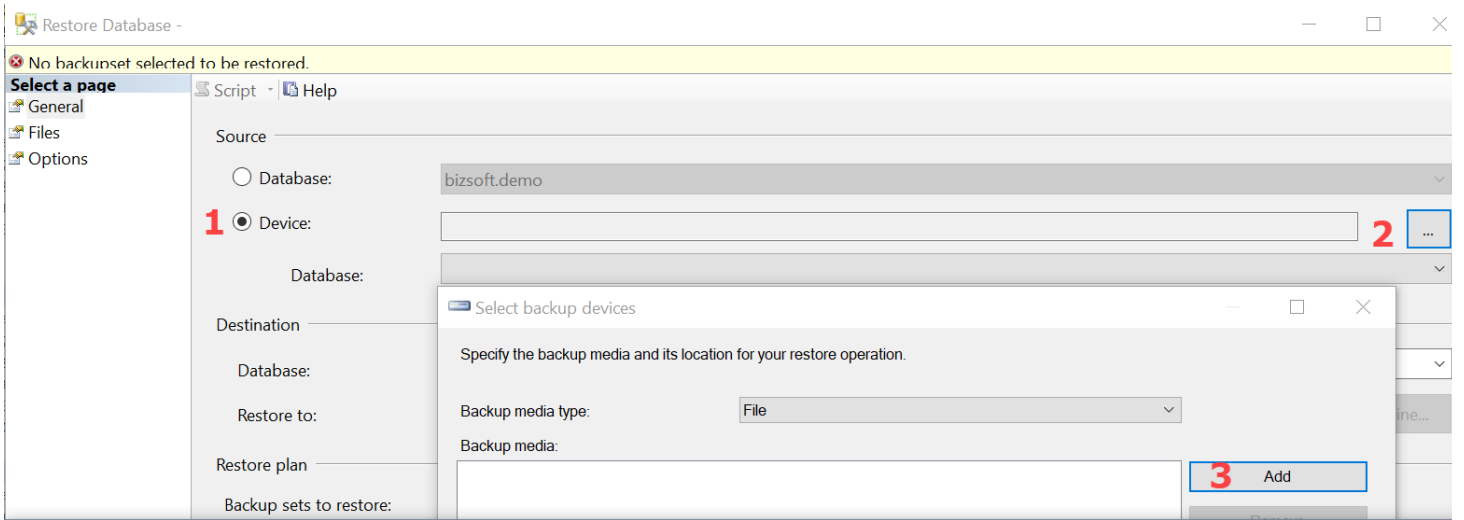 Restore Database -
No backupset selected to be restored.
Select a page
General
Files
Options
Script
Help
Source
Database:
bizsoft.demo
1
Device:
2
...
Database:
Select backup devices
Destination
Specify the backup media and its location for your restore operation.
Database:
Backup media type:
File
Restore to:
ine...
Backup media:
Restore plan
3
Add
Backup sets to restore: